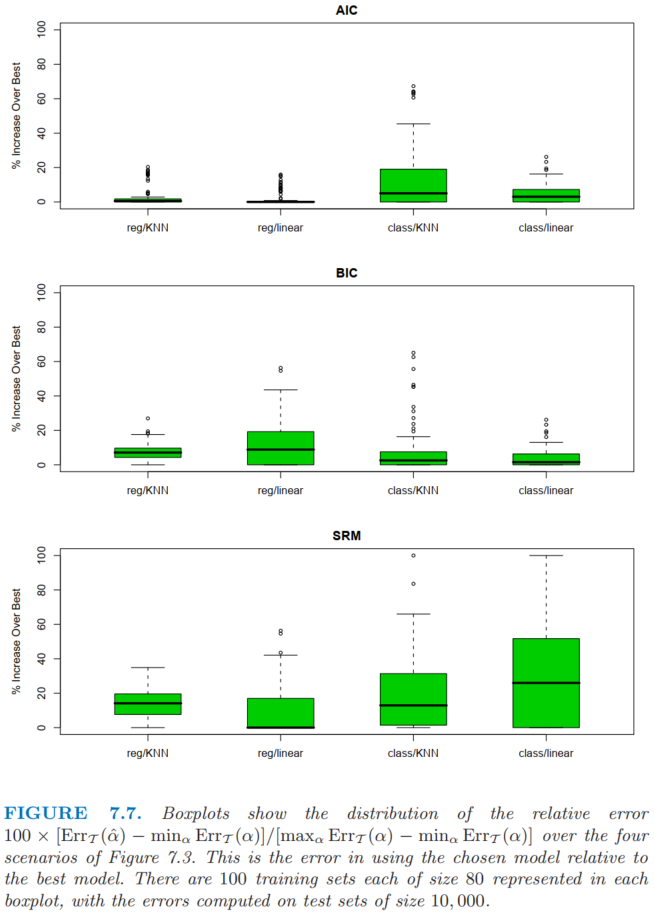 AIC
% Increase Over Best
100
80
60
40
20
0
reg/KNN reg/linear class/KNN class/linear
BIC
% Increase Over Best
100
80
60
40
20
0
reg/KNN reg/linear class/KNN class/linear
SRM
% Increase Over Best
100
80
60
40
20
0
reg/KNN reg/linear class/KNN class/linear
FIGURE 7.7. Boxplots show the distribution of the relative error
100 × [Err𝒯(α̂) − minα Err𝒯(α)]/[maxα Err𝒯(α) − minα Err𝒯(α)] over the four
scenarios of Figure 7.3. This is the error in using the chosen model relative to
the best model. There are 100 training sets each of size 80 represented in each
boxplot, with the errors computed on test sets of size 10,000.